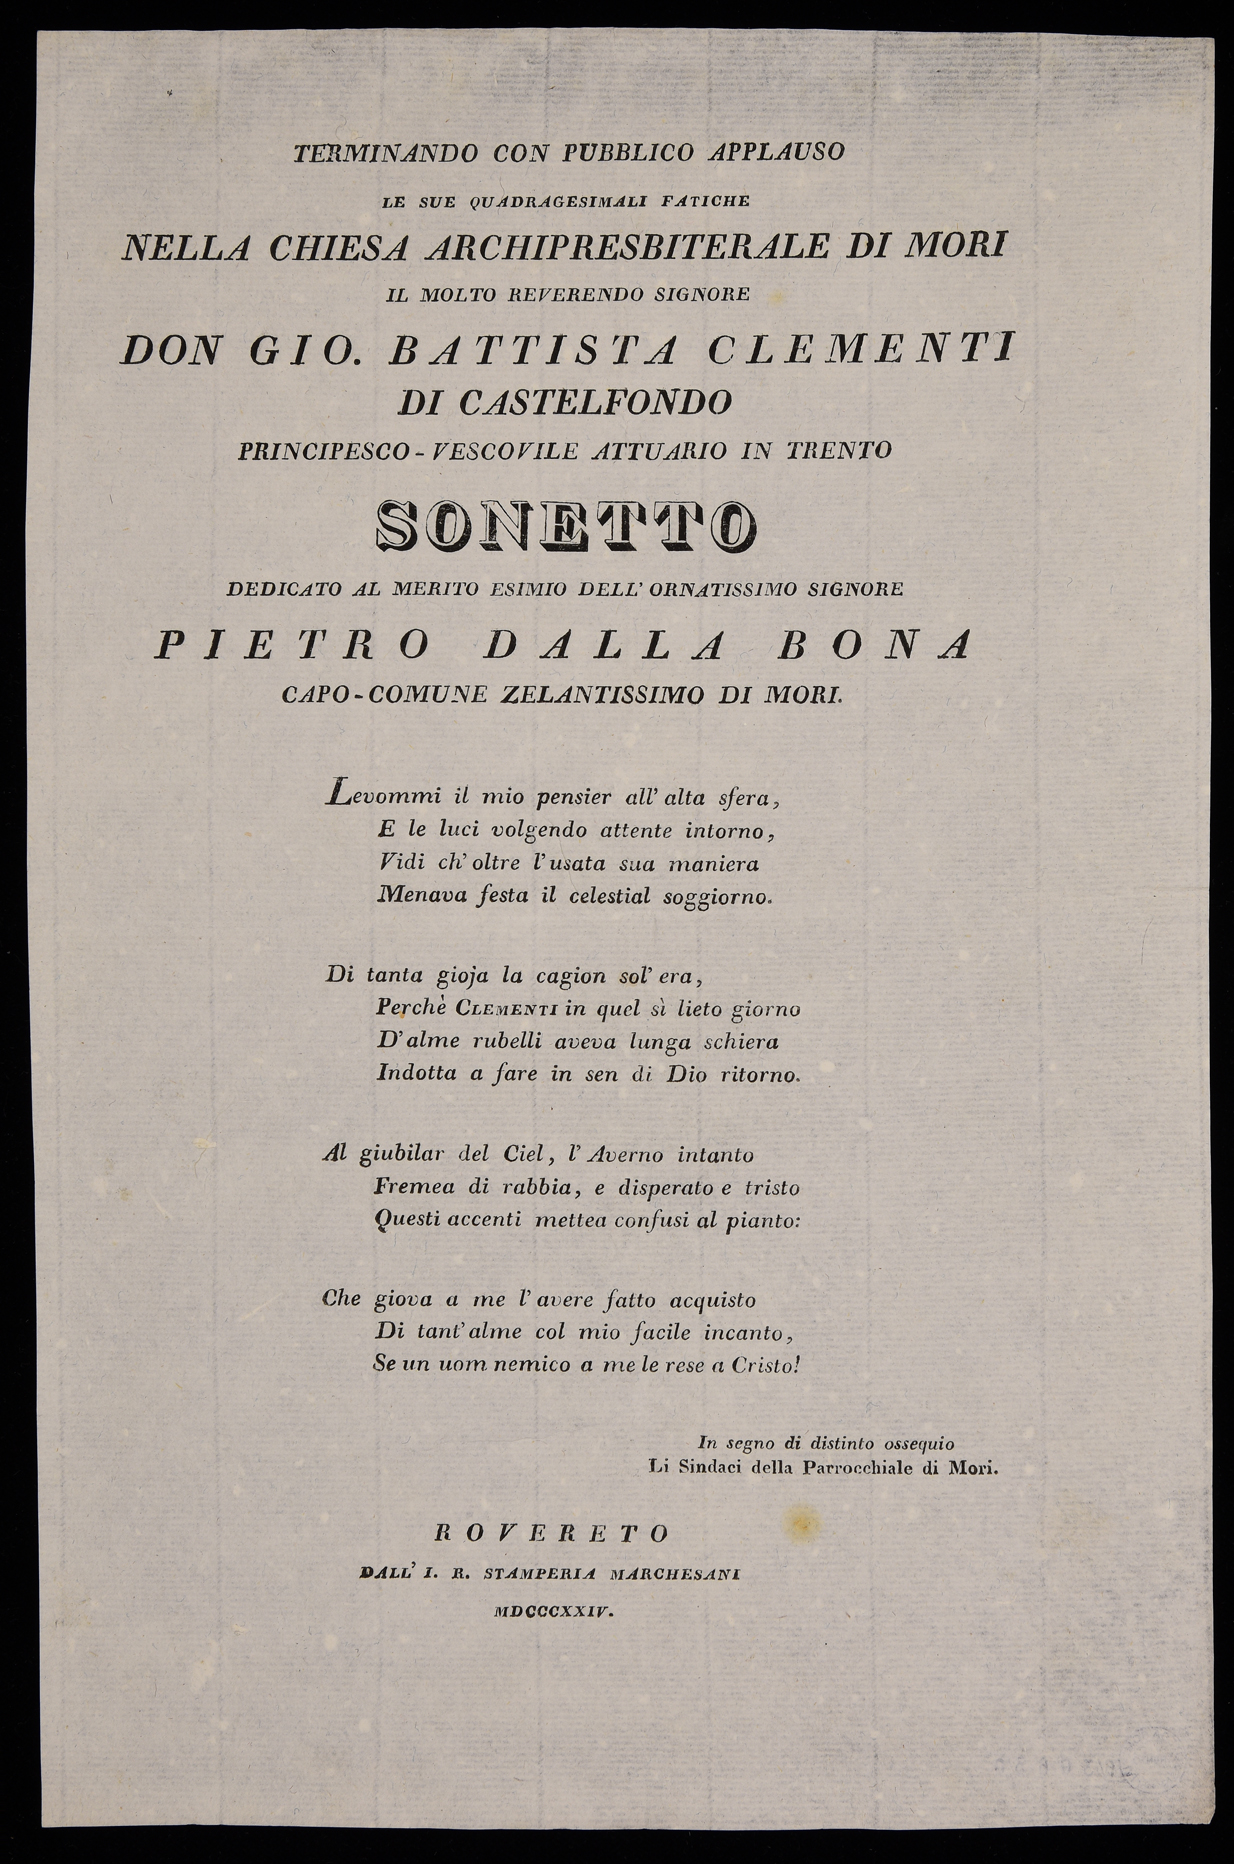 TERMINANDO CON PUBBLICO APPLAUSO
LE SUE QUADRAGESIMALI FATICHE
NELLA CHIESA ARCHIPRESBITERALE DI MORI
IL MOLTO REVERENDO SIGNORE
DON GIO. BATTISTA CLEMENTI
DI CASTELFONDO
PRINCIPESCO-VESCOVILE ATTUARIO IN TRENTO
SONETTO
DEDICATO AL MERITO ESIMIO DELL' ORNATISSIMO SIGNORE
PIETRO DALLA BONA
CAPO-COMUNE ZELANTISSIMO DI MORI.
Levommi il mio pensier all' alta sfera,
E le luci volgendo attente intorno,
Vidi ch' oltre l' usata sua maniera
Menava festa il celestial soggiorno.
Di tanta gioja la cagion sol' era,
Perchè CLEMENTI in quel sì lieto giorno
D' alme rubelli aveva lunga schiera
Indotta a fare in sen di Dio ritorno.
Al giubilar del Ciel, l' Averno intanto
Fremea di rabbia, e disperato e tristo
Questi accenti mettea confusi al pianto:
Che giova a me l' avere fatto acquisto
Di tant' alme col mio facile incanto,
Se un uom nemico a me le rese a Cristo!
In segno di distinto ossequio
Li Sindaci della Parrocchiale di Mori.
ROVERETO
DALL' I. R. STAMPERIA MARCHESANI
MDCCCXXIV.